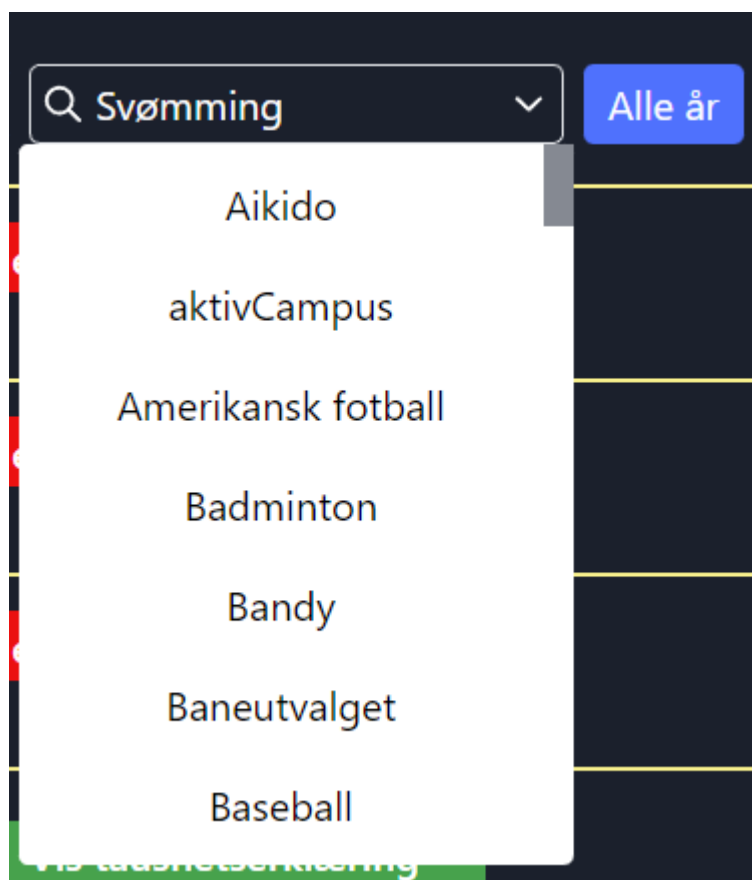 Svømming
Alle år
Aikido
aktivCampus
Amerikansk fotball
Badminton
Bandy
Baneutvalget
Baseball